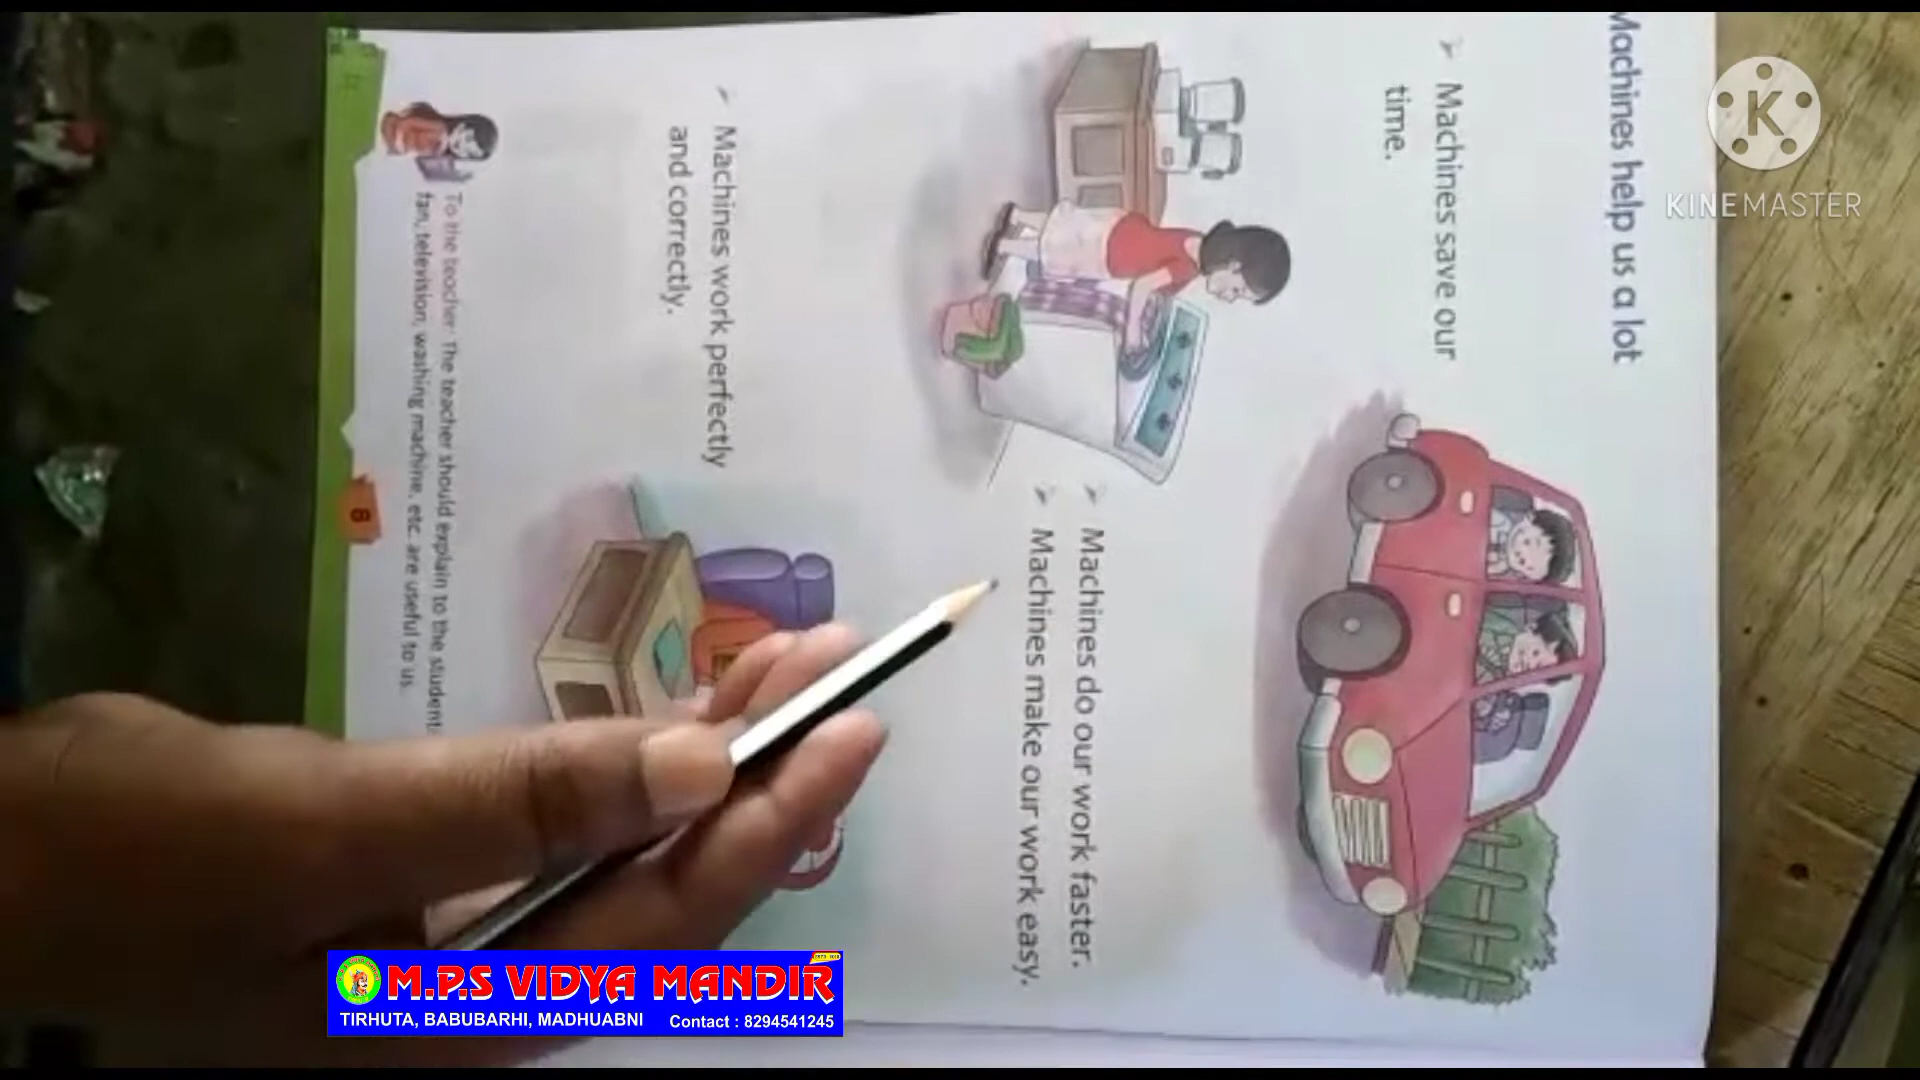 Machines help us a lot
Machines save our
time.
Machines do our work faster.
Machines make our work easy.
Machines work perfectly
and correctly.
To the teacher: The teacher should explain to the student
fan, television, washing machine, etc. are useful to us.
8
KINEMASTER
M.P.S VIDYA MANDIR
TIRHUTA, BABUBARHI, MADHUABNI Contact : 8294541245